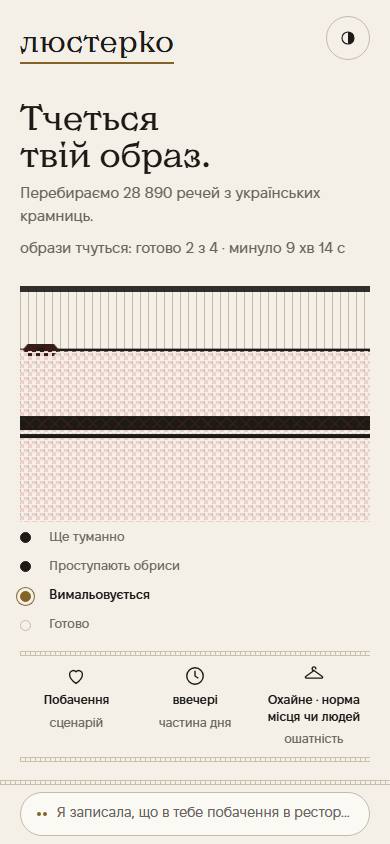 люстерко
Тчеться
твій образ.
Перебираємо 28 890 речей з українських
крамниць.
образи тчуться: готово 2 з 4 · минуло 9 хв 14 с
Ще туманно
Проступають обриси
Вимальовується
Готово
Побачення
сценарій
ввечері
частина дня
Охайне · норма
місця чи людей
ошатність
Я записала, що в тебе побачення в рестор...